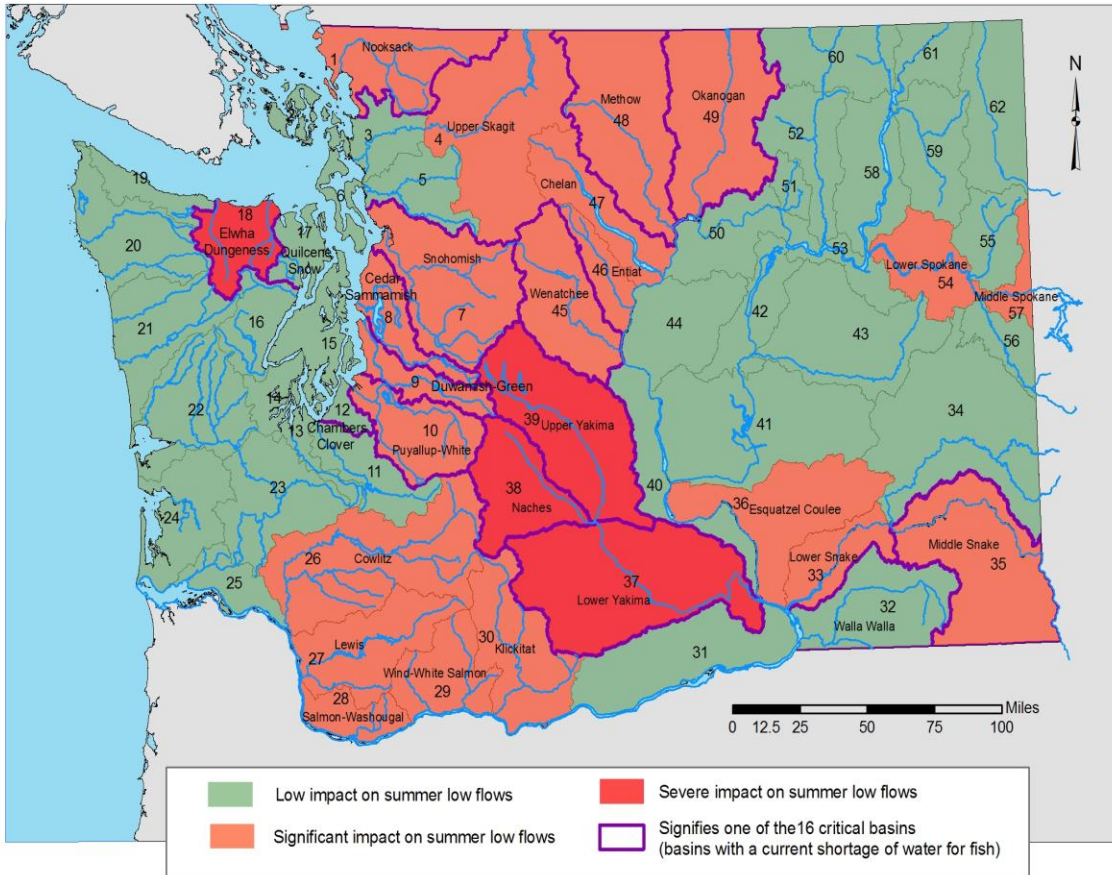 Nooksack
1
60
61
N
Methow
48
Okanogan
49
62
2
3
Upper Skagit
4
52
59
5
58
Chelan
47
51
19
6
18
Elwha
Dungeness
17
Quilcene
Snow
50
53
55
20
Snohomish
46
Entiat
Lower Spokane
54
Cedar
Sammamish
8
7
Wenatchee
45
Middle Spokane
57
44
42
43
56
21
16
15
9
Duwamish-Green
14
12
Chambers
Clover
13
39
Upper Yakima
34
22
10
Puyallup-White
41
11
23
38
Naches
40
36
Esquatzel Coulee
24
Middle Snake
35
26
Cowlitz
Lower Snake
33
25
37
Lower Yakima
32
Walla Walla
30
Klickitat
Lewis
27
31
Wind-White Salmon
29
28
Salmon-Washougal
Miles
0 12.5 25 50 75 100
Low impact on summer low flows
Severe impact on summer low flows
Significant impact on summer low flows
Signifies one of the16 critical basins
(basins with a current shortage of water for fish)